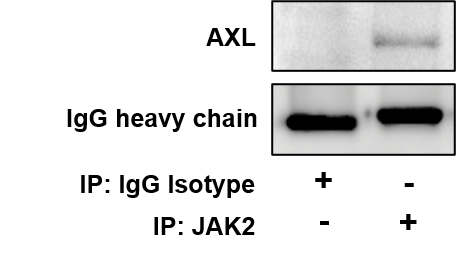 AXL
IgG heavy chain
IP: IgG Isotype + -
IP: JAK2 - +